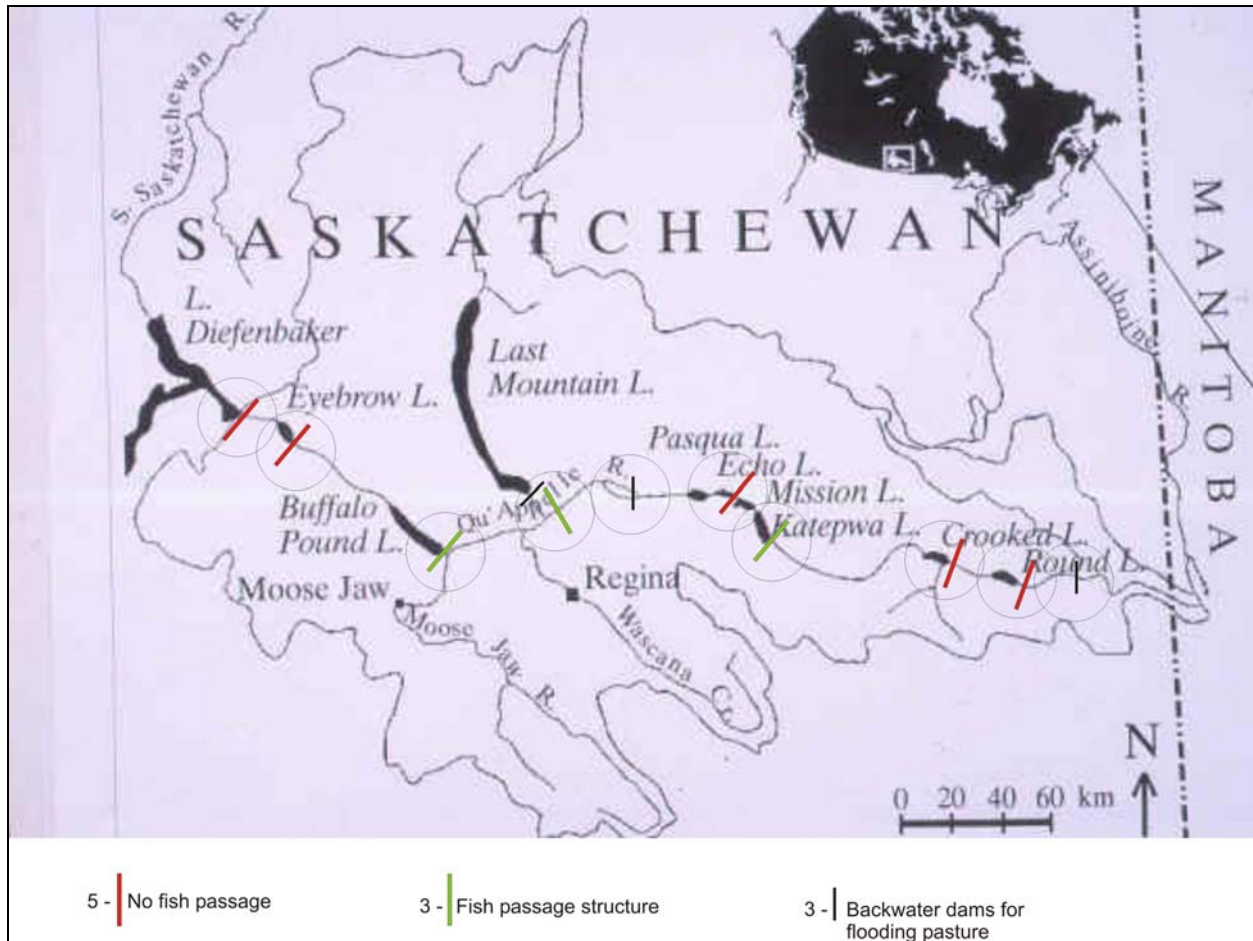 S. Saskatchewan R.
SASKATCHEWAN
MANITOBA
Assiniboine R.
L.
Diefenbaker
Eyebrow L.
Last
Mountain L.
Pasqua L.
Echo L.
Mission L.
Katepwa L.
Crooked L.
Round L.
Buffalo
Pound L.
Qu'Appelle R.
Moose Jaw
Regina
Moose Jaw R.
Wascana Cr.
N
0 20 40 60 km
5 - No fish passage
3 - Fish passage structure
3 - Backwater dams for
flooding pasture